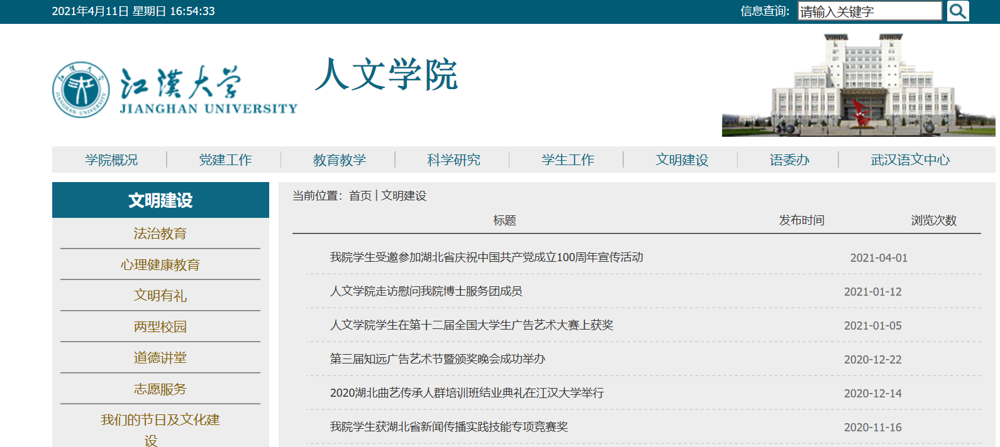 2021年4月11日 星期日 16:54:33
信息查询:
请输入关键字
江汉大学
JIANGHAN UNIVERSITY
人文学院
学院概况
党建工作
教育教学
科学研究
学生工作
文明建设
语委办
武汉语文中心
文明建设
法治教育
心理健康教育
文明有礼
两型校园
道德讲堂
志愿服务
我们的节日及文化建
设
当前位置：首页 | 文明建设
标题 发布时间 浏览次数
我院学生受邀参加湖北省庆祝中国共产党成立100周年宣传活动 2021-04-01
人文学院走访慰问我院博士服务团成员 2021-01-12
人文学院学生在第十二届全国大学生广告艺术大赛上获奖 2021-01-05
第三届知远广告艺术节暨颁奖晚会成功举办 2020-12-22
2020湖北曲艺传承人群培训班结业典礼在江汉大学举行 2020-12-14
我院学生获湖北省新闻传播实践技能专项竞赛奖 2020-11-16